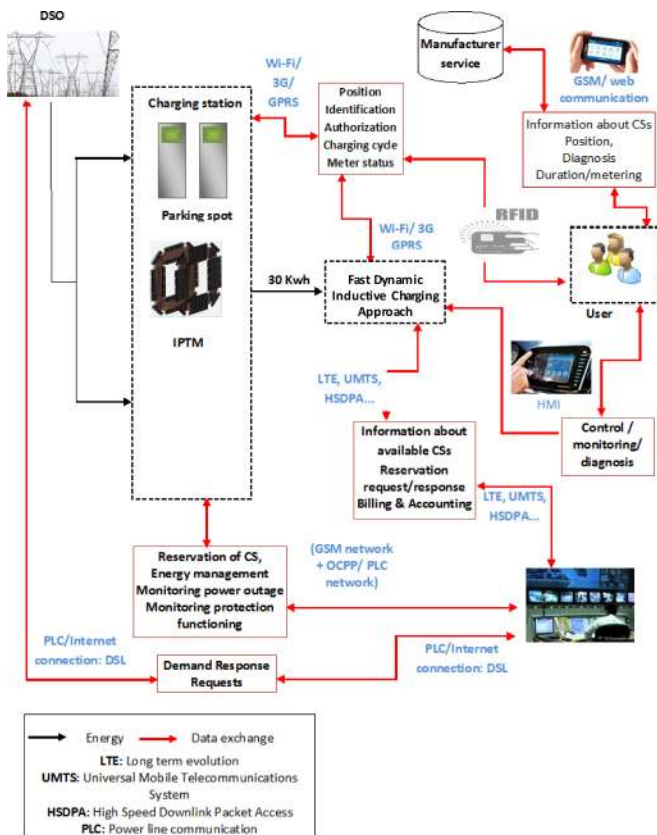 DSO
Manufacturer
service
GSM/ web
communication
Wi-Fi/
3G/
GPRS
Charging station
Position
Identification
Authorization
Charging cycle
Meter status
Information about CSs
Position,
Diagnosis
Duration/metering
Parking spot
RFID
Wi-Fi/ 3G
GPRS
30 Kwh
Fast Dynamic
Inductive Charging
Approach
User
IPTM
LTE, UMTS,
HSDPA...
HMI
Control /
monitoring/
diagnosis
Information about
available CSs
Reservation
request/response
Billing & Accounting
LTE, UMTS,
HSDPA...
(GSM network
+ OCPP/ PLC
network)
Reservation of CS,
Energy management
Monitoring power outage
Monitoring protection
functioning
PLC/Internet
connection: DSL
Demand Response
Requests
PLC/Internet
connection: DSL
Energy
Data exchange
LTE: Long term evolution
UMTS: Universal Mobile Telecommunications
System
HSDPA: High Speed Downlink Packet Access
PLC: Power line communication